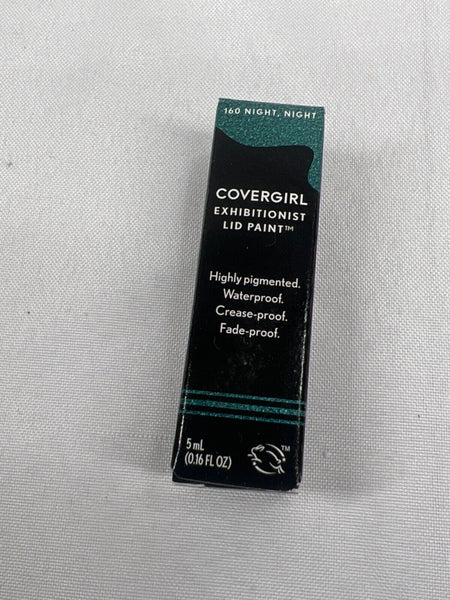 160 NIGHT, NIGHT
COVERGIRL
EXHIBITIONIST
LID PAINT™
Highly pigmented.
Waterproof.
Crease-proof.
Fade-proof.
5 mL
(0.16 FL OZ)
™